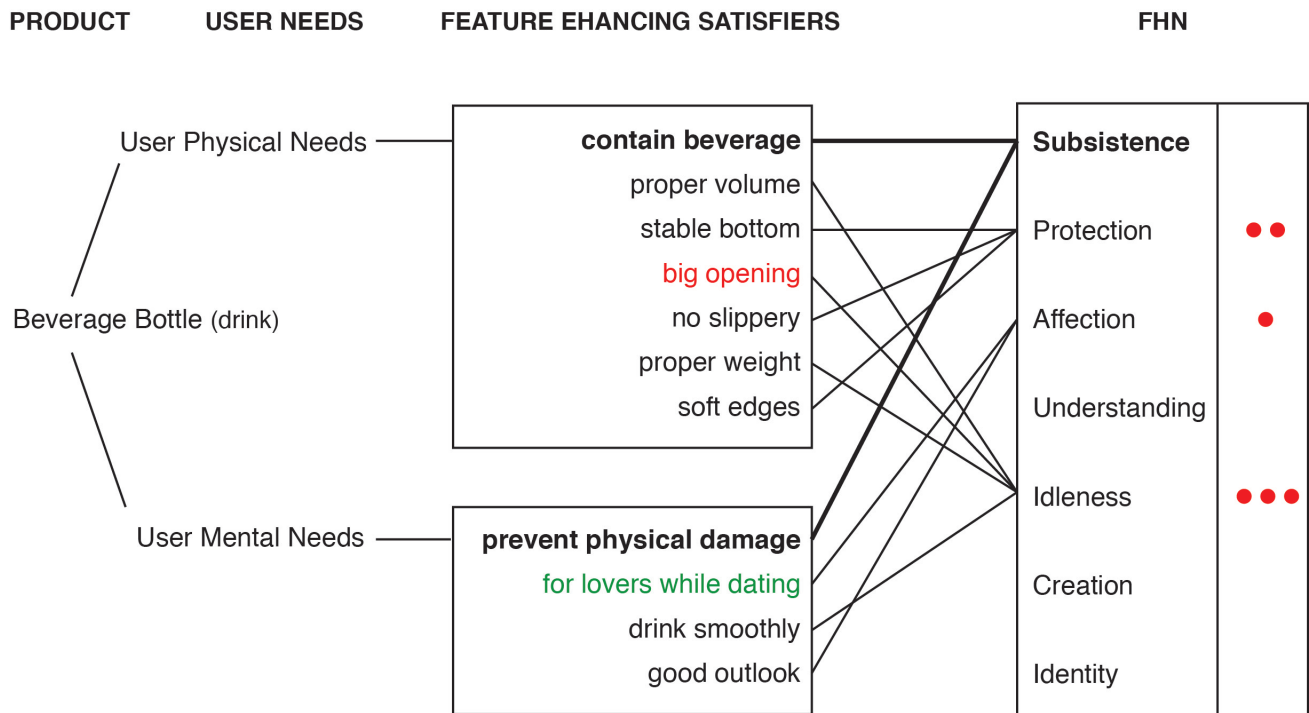 PRODUCT USER NEEDS FEATURE EHANCING SATISFIERS FHN
User Physical Needs
Beverage Bottle (drink)
User Mental Needs
contain beverage
proper volume
stable bottom
big opening
no slippery
proper weight
soft edges
prevent physical damage
for lovers while dating
drink smoothly
good outlook
Subsistence
Protection
Affection
Understanding
Idleness
Creation
Identity